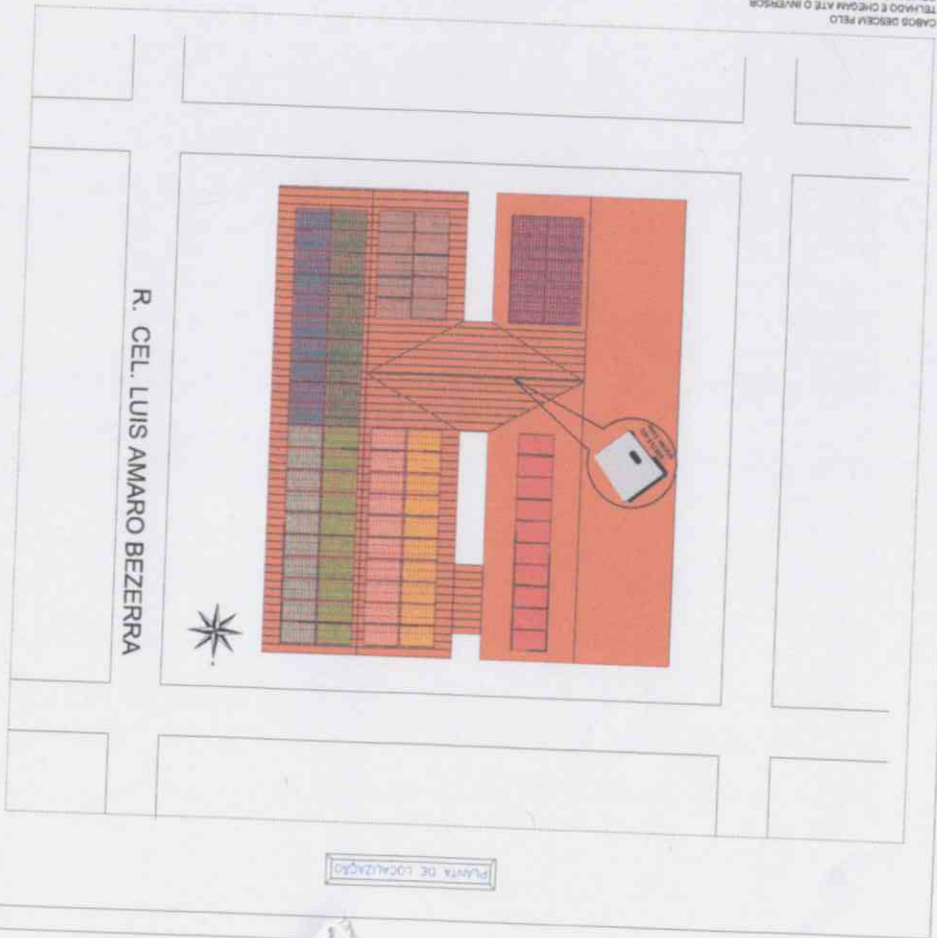 CABOS DESCEM PELO
TELHADO E CHEGAM ATÉ O INVERSOR
R. CEL. LUIS AMARO BEZERRA
PLANTA DE LOCALIZAÇÃO